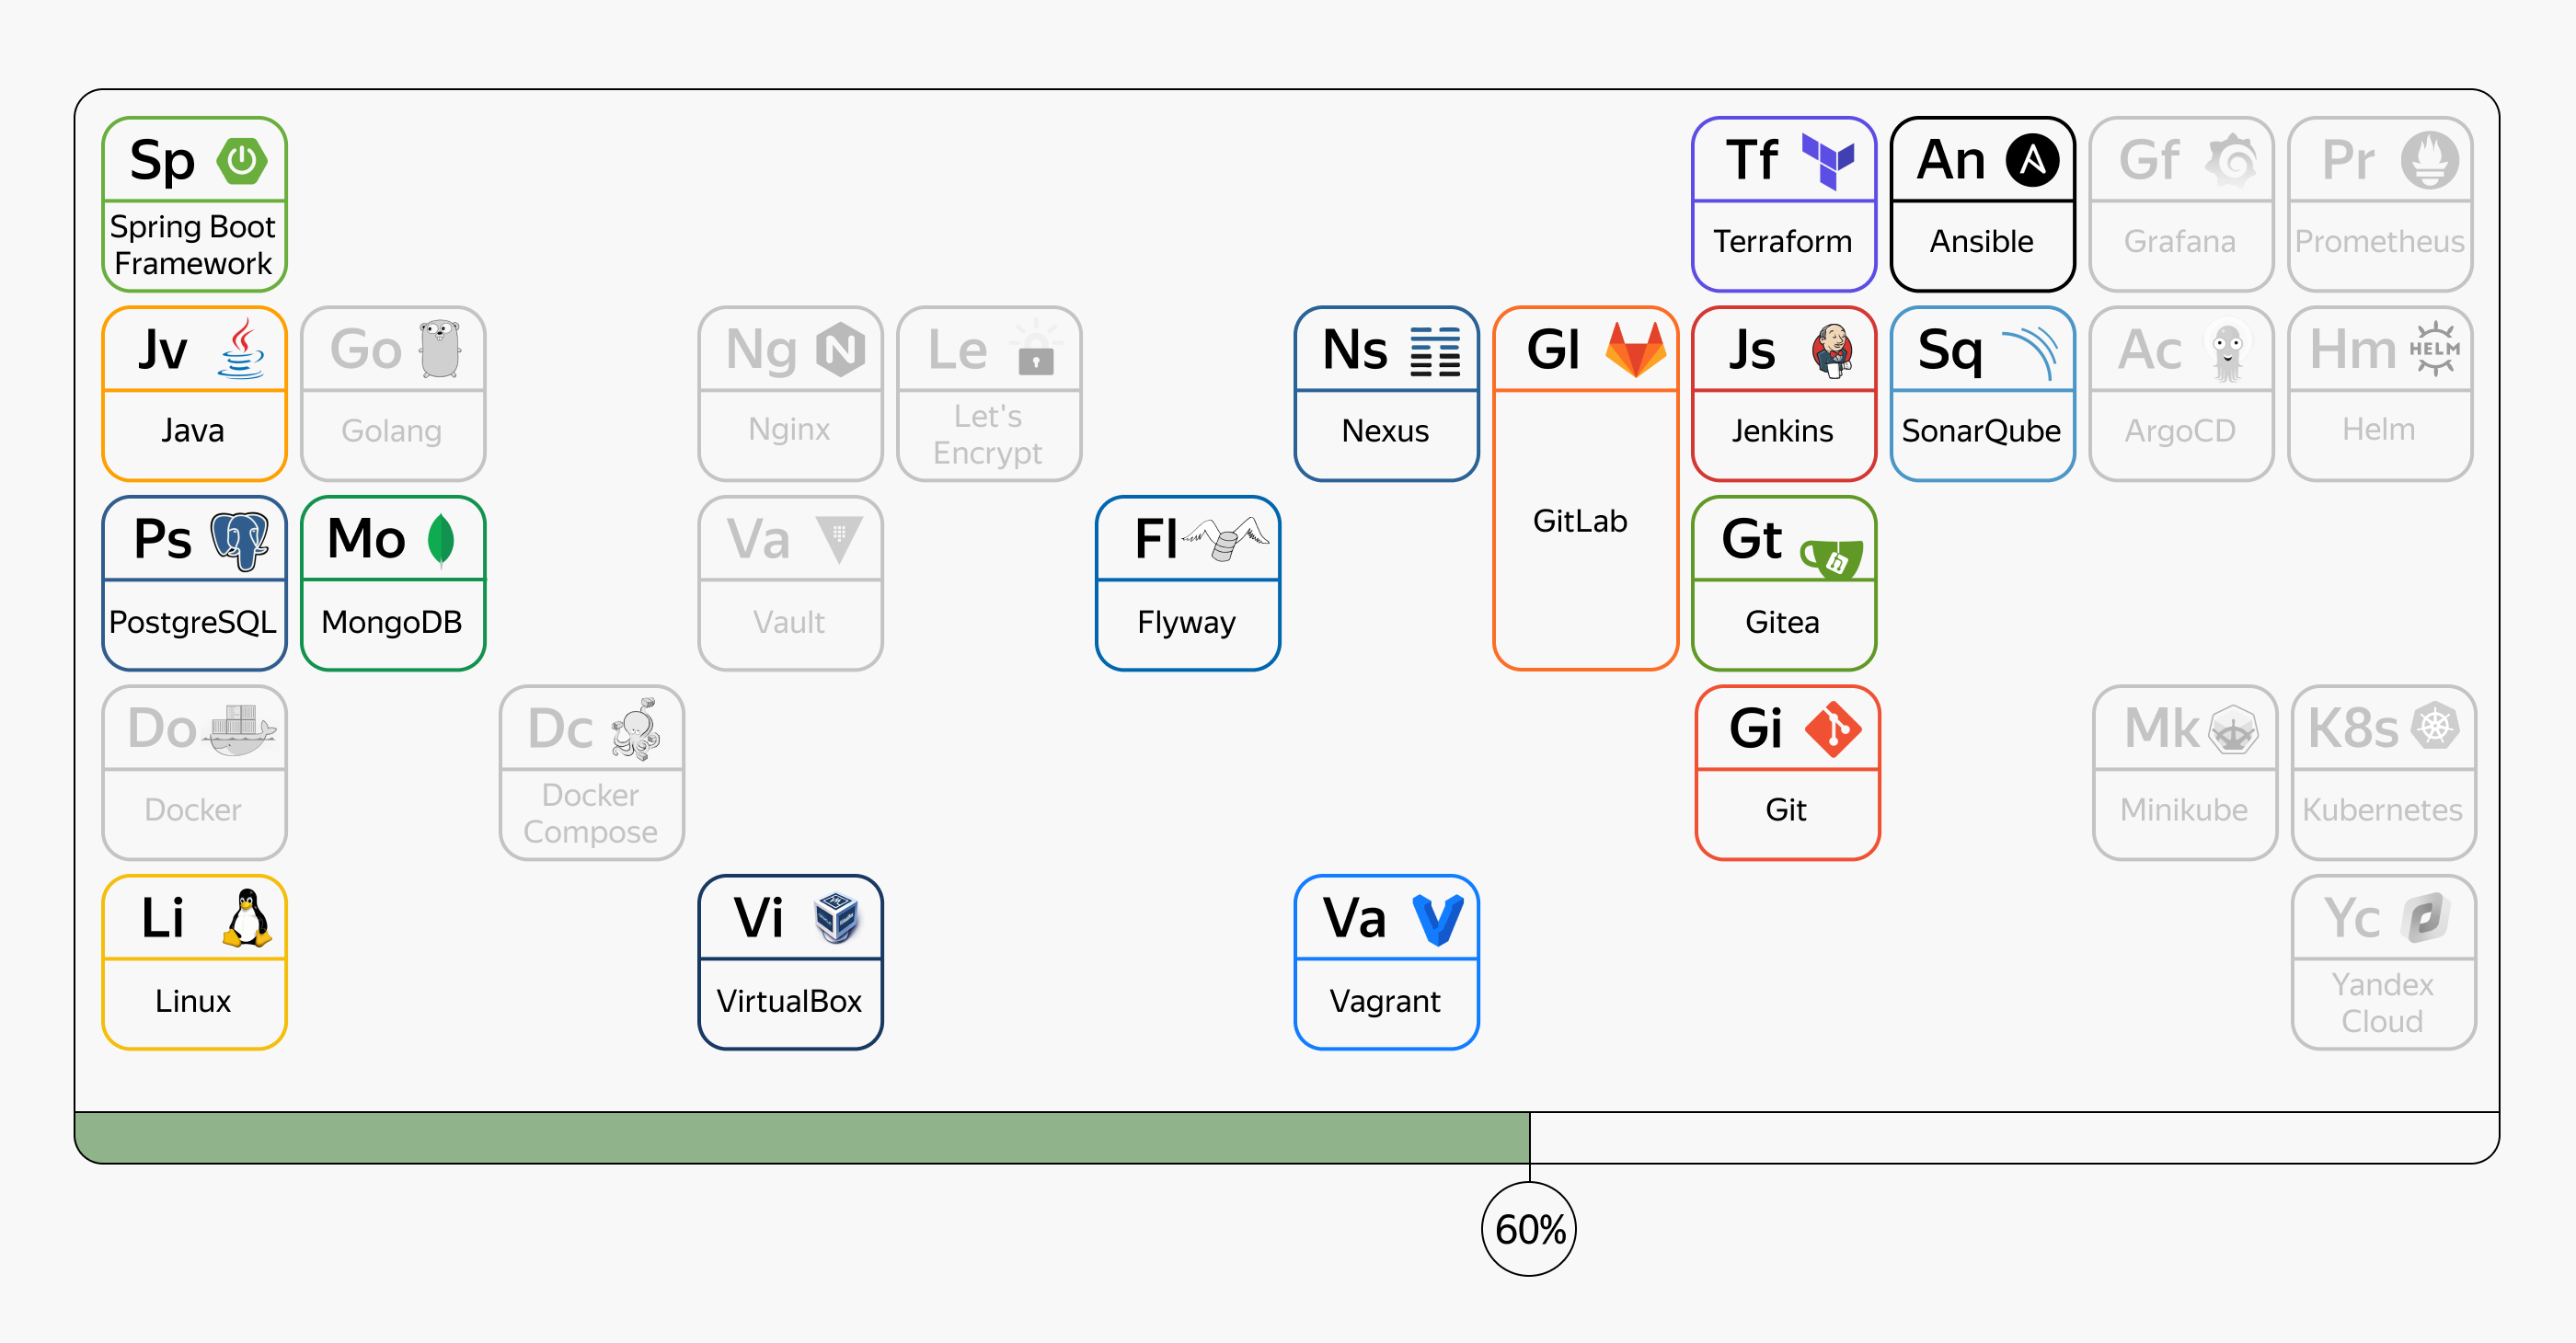 Sp
Spring Boot
Framework
Tf
Terraform
An
Ansible
Gf
Grafana
Pr
Prometheus
Jv
Java
Go
Golang
Ng
N
Nginx
Le
Let's
Encrypt
Ns
Nexus
Gl
GitLab
Js
Jenkins
Sq
SonarQube
Ac
ArgoCD
Hm
HELM
Helm
Ps
PostgreSQL
Mo
MongoDB
Va
Vault
Fl
Flyway
Gt
Gitea
Do
Docker
Dc
Docker
Compose
Gi
Git
Mk
Minikube
K8s
Kubernetes
Li
Linux
Vi
VirtualBox
Va
Vagrant
Yc
Yandex
Cloud
60%